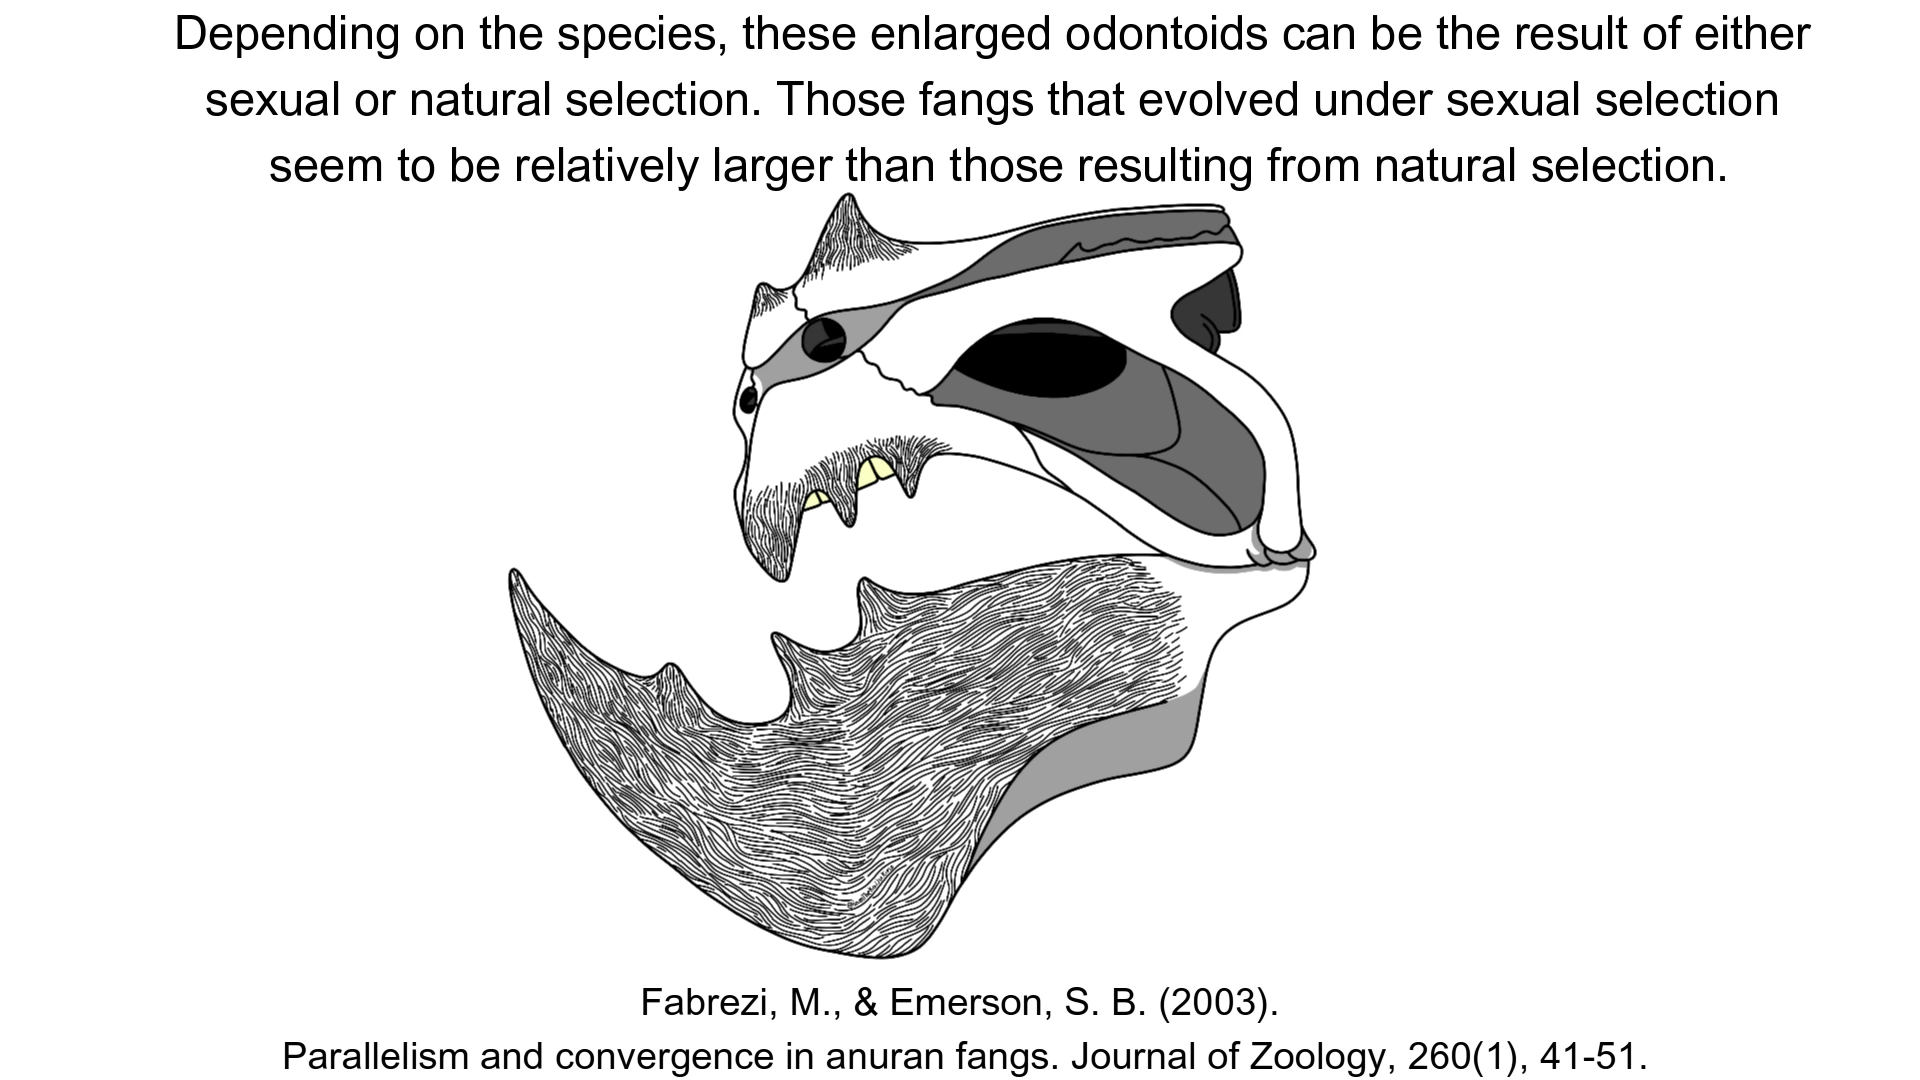 Depending on the species, these enlarged odontoids can be the result of either
sexual or natural selection. Those fangs that evolved under sexual selection
seem to be relatively larger than those resulting from natural selection.
Fabrezi, M., & Emerson, S. B. (2003).
Parallelism and convergence in anuran fangs. Journal of Zoology, 260(1), 41-51.